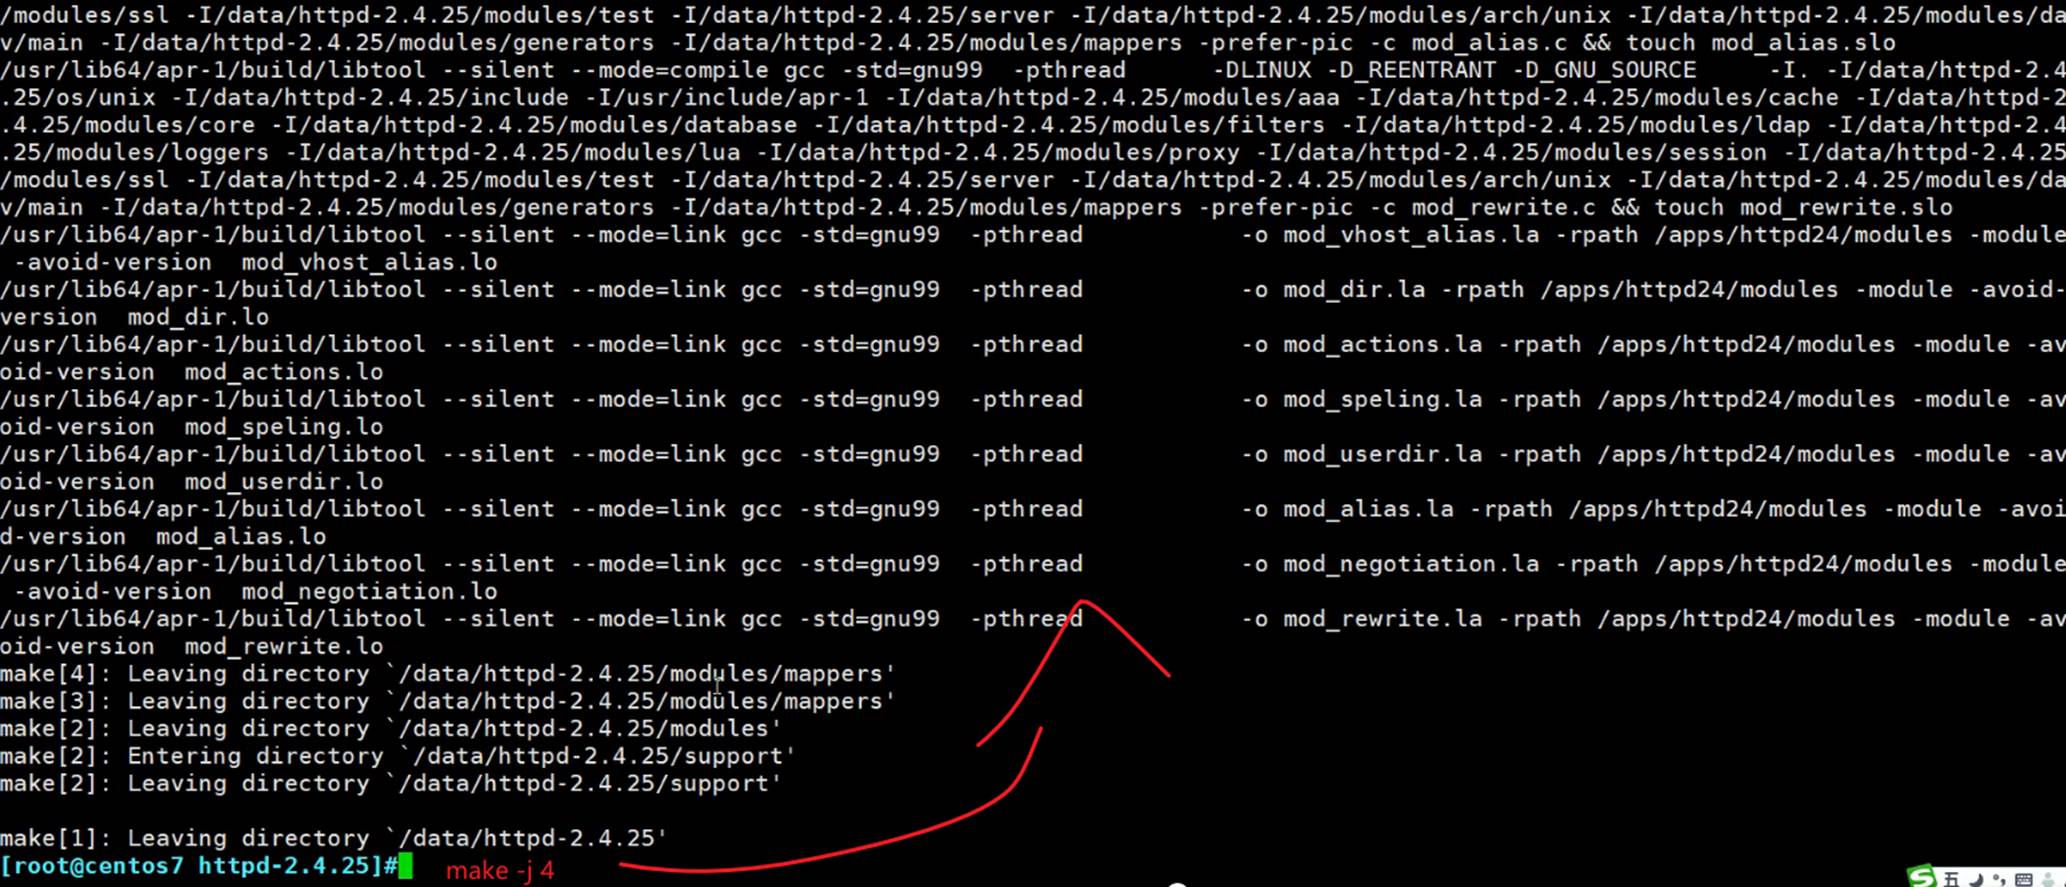 /modules/ssl -I/data/httpd-2.4.25/modules/test -I/data/httpd-2.4.25/server -I/data/httpd-2.4.25/modules/arch/unix -I/data/httpd-2.4.25/modules/da
v/main -I/data/httpd-2.4.25/modules/generators -I/data/httpd-2.4.25/modules/mappers -prefer-pic -c mod_alias.c && touch mod_alias.slo
/usr/lib64/apr-1/build/libtool --silent --mode=compile gcc -std=gnu99  -pthread      -DLINUX -D_REENTRANT -D_GNU_SOURCE     -I. -I/data/httpd-2.4
.25/os/unix -I/data/httpd-2.4.25/include -I/usr/include/apr-1 -I/data/httpd-2.4.25/modules/aaa -I/data/httpd-2.4.25/modules/cache -I/data/httpd-2
.4.25/modules/core -I/data/httpd-2.4.25/modules/database -I/data/httpd-2.4.25/modules/filters -I/data/httpd-2.4.25/modules/ldap -I/data/httpd-2.4
.25/modules/loggers -I/data/httpd-2.4.25/modules/lua -I/data/httpd-2.4.25/modules/proxy -I/data/httpd-2.4.25/modules/session -I/data/httpd-2.4.25
/modules/ssl -I/data/httpd-2.4.25/modules/test -I/data/httpd-2.4.25/server -I/data/httpd-2.4.25/modules/arch/unix -I/data/httpd-2.4.25/modules/da
v/main -I/data/httpd-2.4.25/modules/generators -I/data/httpd-2.4.25/modules/mappers -prefer-pic -c mod_rewrite.c && touch mod_rewrite.slo
/usr/lib64/apr-1/build/libtool --silent --mode=link gcc -std=gnu99  -pthread           -o mod_vhost_alias.la -rpath /apps/httpd24/modules -module
 -avoid-version  mod_vhost_alias.lo
/usr/lib64/apr-1/build/libtool --silent --mode=link gcc -std=gnu99  -pthread           -o mod_dir.la -rpath /apps/httpd24/modules -module -avoid-
version  mod_dir.lo
/usr/lib64/apr-1/build/libtool --silent --mode=link gcc -std=gnu99  -pthread           -o mod_actions.la -rpath /apps/httpd24/modules -module -av
oid-version  mod_actions.lo
/usr/lib64/apr-1/build/libtool --silent --mode=link gcc -std=gnu99  -pthread           -o mod_speling.la -rpath /apps/httpd24/modules -module -av
oid-version  mod_speling.lo
/usr/lib64/apr-1/build/libtool --silent --mode=link gcc -std=gnu99  -pthread           -o mod_userdir.la -rpath /apps/httpd24/modules -module -av
oid-version  mod_userdir.lo
/usr/lib64/apr-1/build/libtool --silent --mode=link gcc -std=gnu99  -pthread           -o mod_alias.la -rpath /apps/httpd24/modules -module -avoi
d-version  mod_alias.lo
/usr/lib64/apr-1/build/libtool --silent --mode=link gcc -std=gnu99  -pthread           -o mod_negotiation.la -rpath /apps/httpd24/modules -module
 -avoid-version  mod_negotiation.lo
/usr/lib64/apr-1/build/libtool --silent --mode=link gcc -std=gnu99  -pthread           -o mod_rewrite.la -rpath /apps/httpd24/modules -module -av
oid-version  mod_rewrite.lo
make[4]: Leaving directory `/data/httpd-2.4.25/modules/mappers'
make[3]: Leaving directory `/data/httpd-2.4.25/modules/mappers'
make[2]: Leaving directory `/data/httpd-2.4.25/modules'
make[2]: Entering directory `/data/httpd-2.4.25/support'
make[2]: Leaving directory `/data/httpd-2.4.25/support'
make[1]: Leaving directory `/data/httpd-2.4.25'
[root@centos7 httpd-2.4.25]# make -j 4
S 五